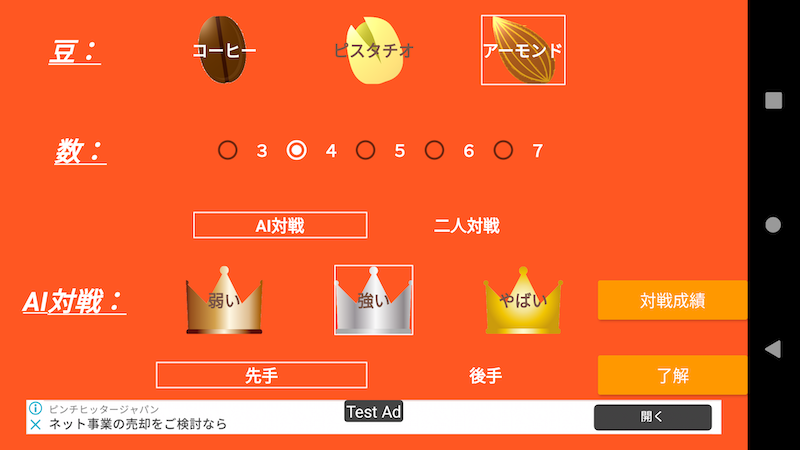 豆：
コーヒー
ピスタチオ
アーモンド
数：
3 4 5 6 7
AI対戦 二人対戦
AI対戦：
弱い
強い
やばい
対戦成績
先手 後手
了解
ピンチヒッタージャパン
ネット事業の売却をご検討なら
Test Ad
開く